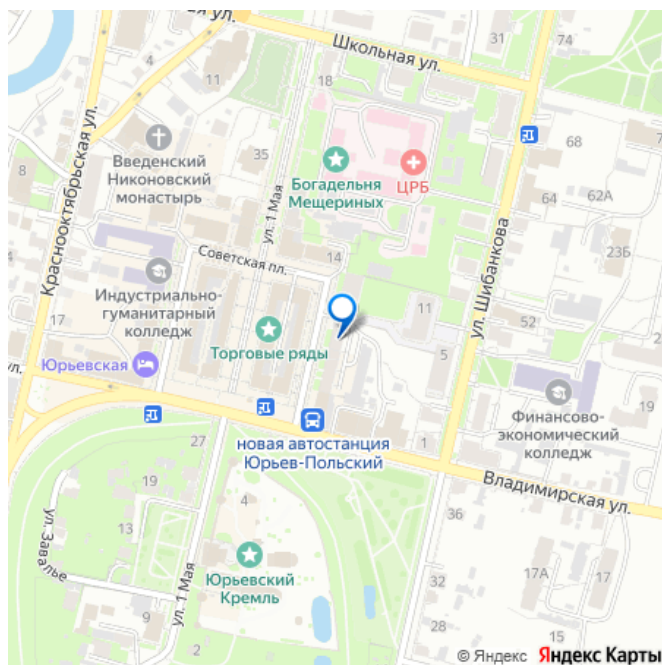 ая ул.
Школьная ул.
31
74
11
18
68
Введенский
Никоновский
монастырь
35
Богадельня
Мещериных
ЦРБ
8
64
62А
Краснооктябрьская ул.
ул. 1 Мая
ул. Шибанкова
23Б
Советская пл.
14
Индустриально-
гуманитарный
колледж
17
11
52
Торговые ряды
5
Юрьевская
ул.
19
Финансово-
экономический
колледж
новая автостанция
Юрьев-Польский
27
1
Владимирская ул.
4
13
36
ул. Завалье
Юрьевский
Кремль
ул. 1 Мая
32
17А
17
9
28
15
2
© Яндекс Яндекс Карты